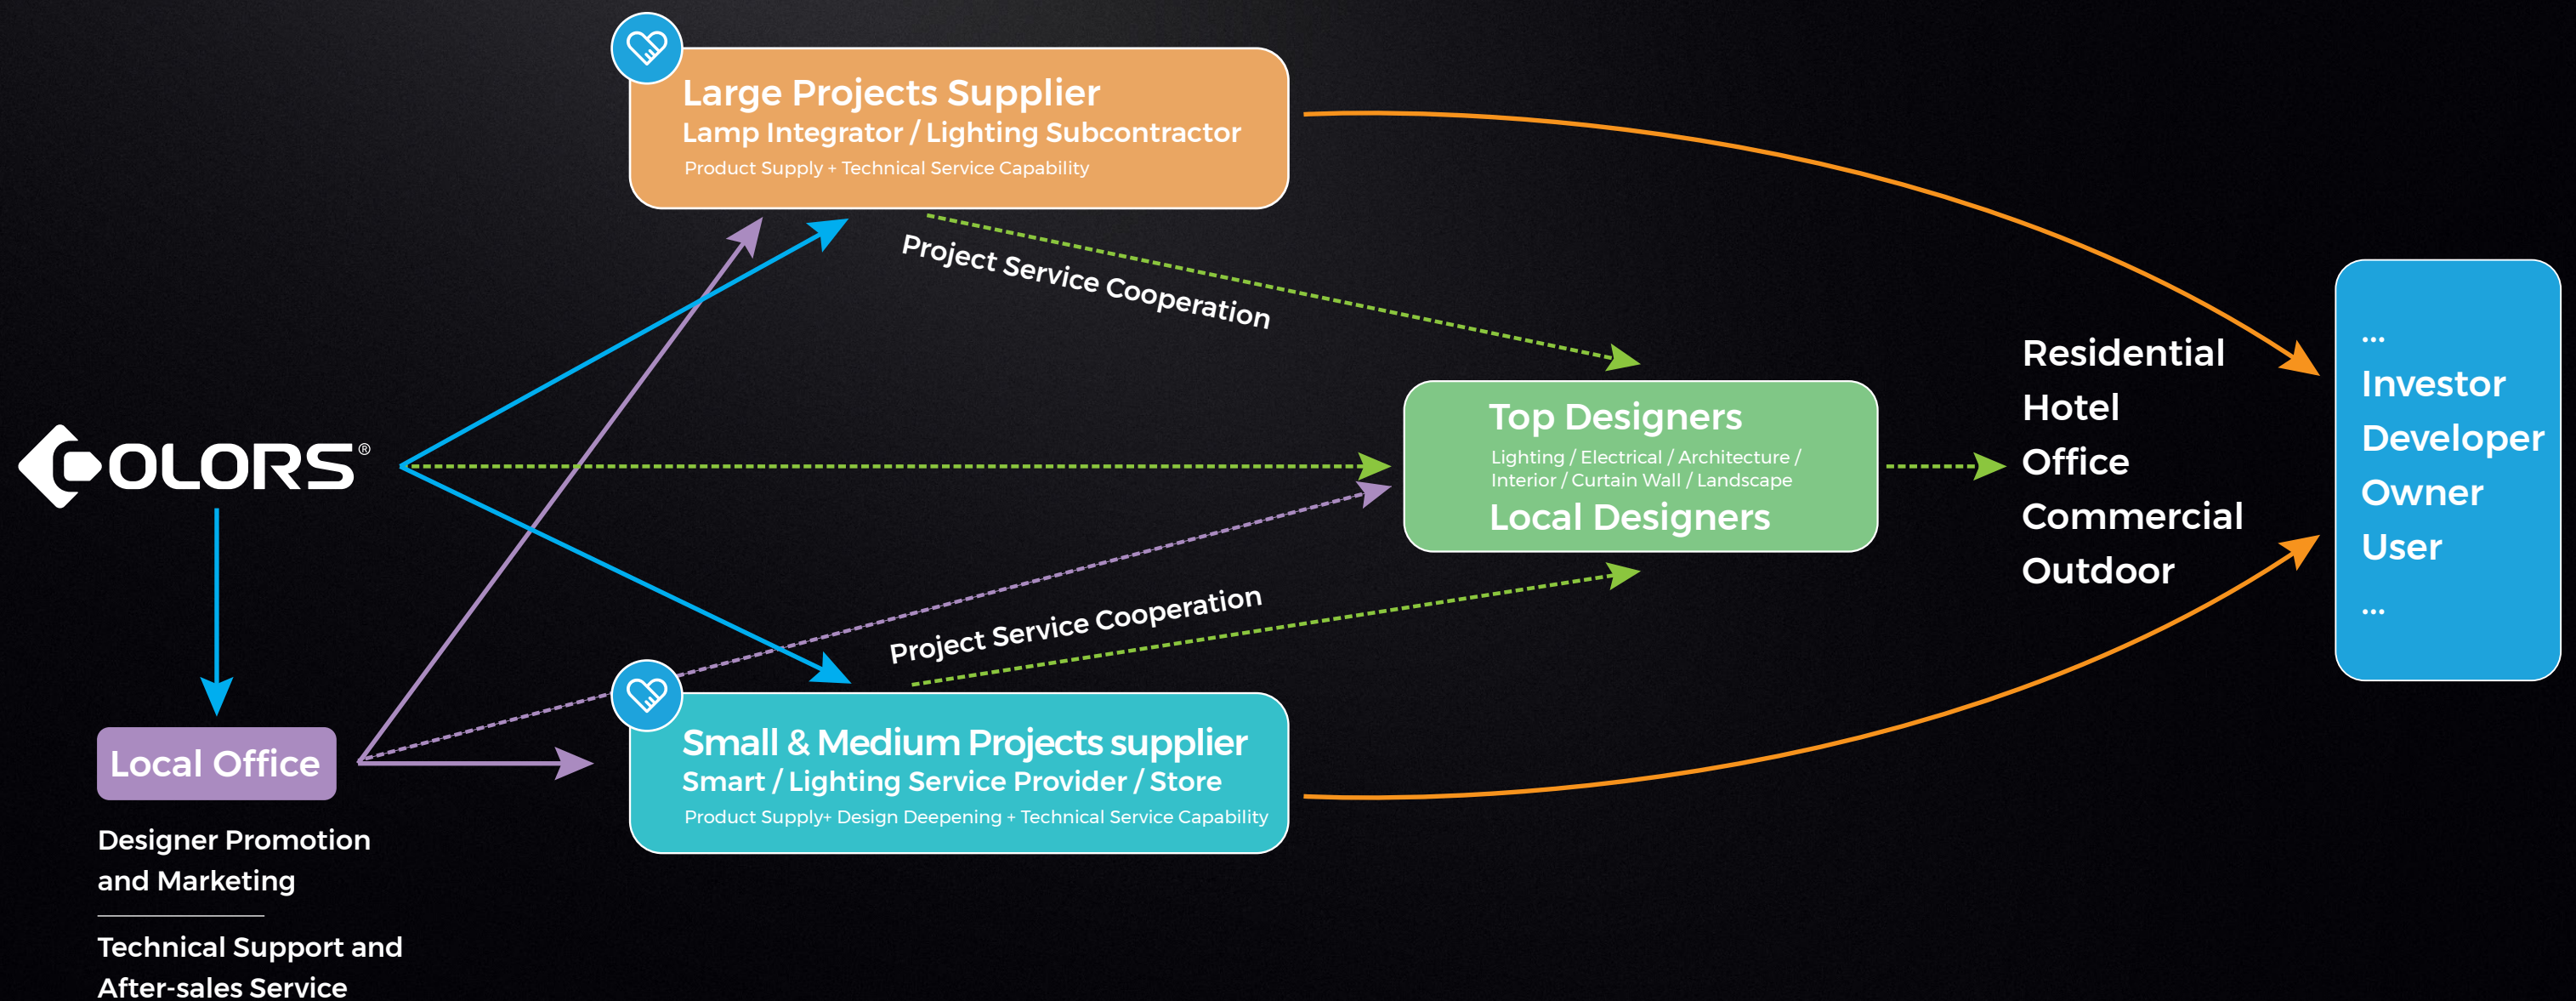 Large Projects Supplier
Lamp Integrator / Lighting Subcontractor
Product Supply + Technical Service Capability
Project Service Cooperation
COLORS®
Top Designers
Lighting / Electrical / Architecture /
Interior / Curtain Wall / Landscape
Local Designers
Residential
Hotel
Office
Commercial
Outdoor
...
Investor
Developer
Owner
User
...
Project Service Cooperation
Small & Medium Projects supplier
Smart / Lighting Service Provider / Store
Product Supply+ Design Deepening + Technical Service Capability
Local Office
Designer Promotion
and Marketing
Technical Support and
After-sales Service